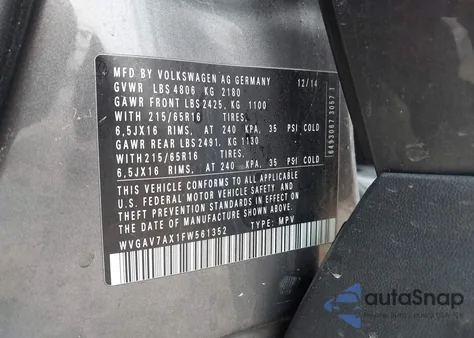 MFD BY VOLKSWAGEN AG GERMANY 12/14
GVWR LBS 4806 KG 2180
GAWR FRONT LBS 2425, KG 1100
WITH 215/65R16 TIRES.
6,5JX16 RIMS, AT 240 KPA, 35 PSI COLD
GAWR REAR LBS 2491, KG 1130
WITH 215/65R16 TIRES.
6,5JX16 RIMS, AT 240 KPA, 35 PSI COLD
THIS VEHICLE CONFORMS TO ALL APPLICABLE
U.S. FEDERAL MOTOR VEHICLE SAFETY AND
THEFT PREVENTION STANDARDS IN EFFECT ON
THE DATE OF MANUFACTURE SHOWN ABOVE.
WVGAV7AX1FW561352 TYPE: MPV
6493067 3057 1
autoSnap